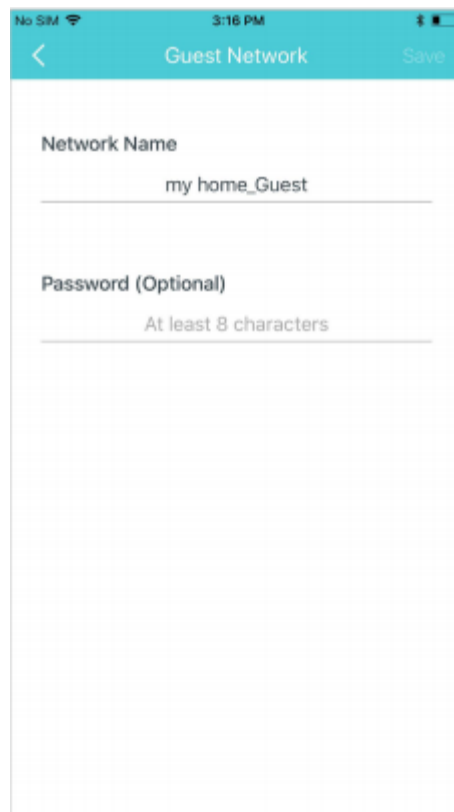 No SIM 3:16 PM
Guest Network Save
Network Name
my home_Guest
Password (Optional)
At least 8 characters